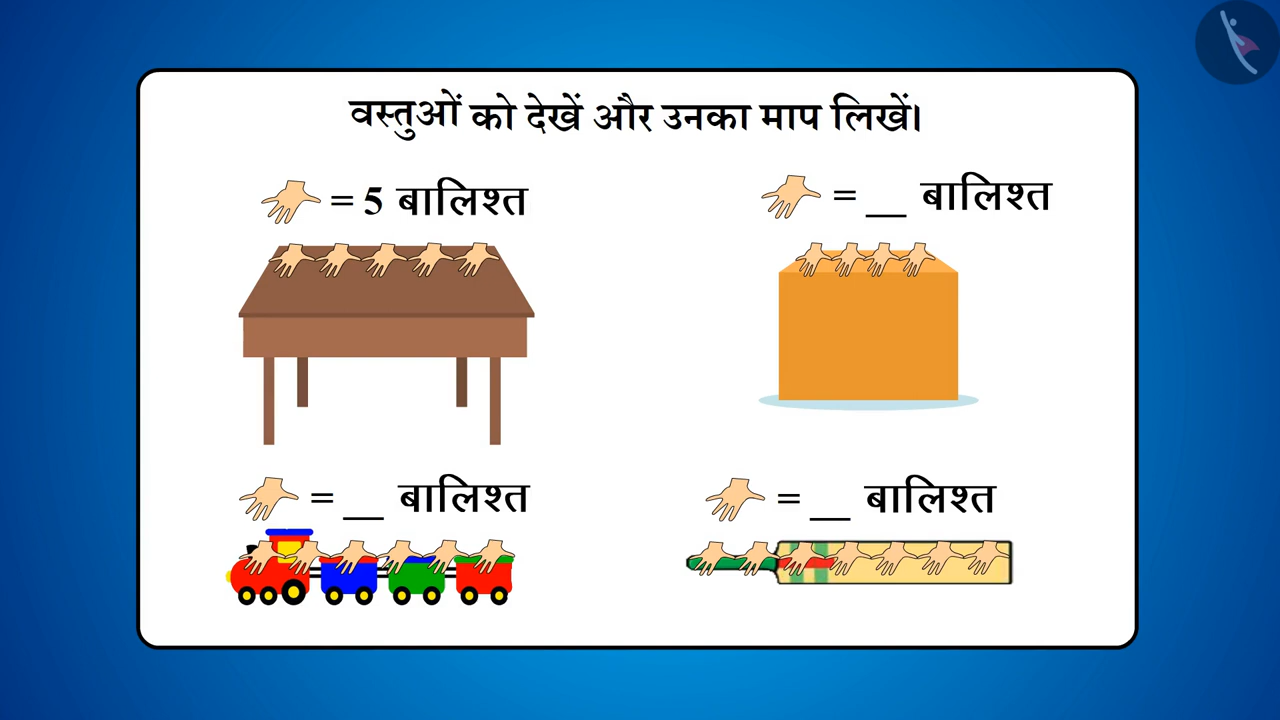 वस्तुओं को देखें और उनका माप लिखें।
= 5 बालिश्त
= __ बालिश्त
= __ बालिश्त
= __ बालिश्त